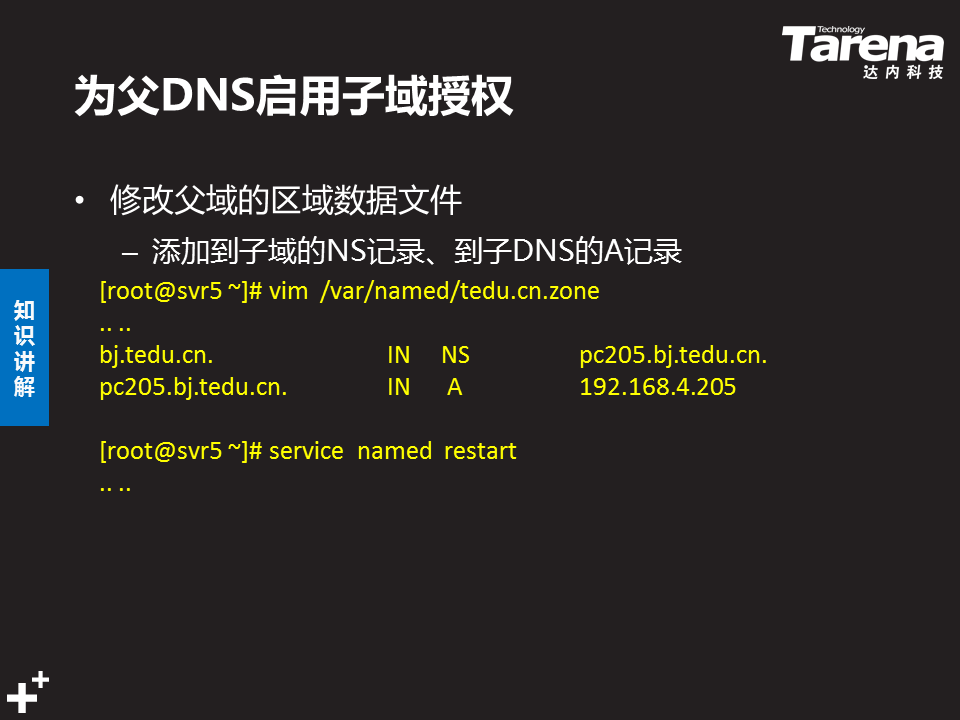 Technology
Tarena
达内科技
为父DNS启用子域授权
• 修改父域的区域数据文件
– 添加到子域的NS记录、到子DNS的A记录
[root@svr5 ~]# vim /var/named/tedu.cn.zone
.. ..
bj.tedu.cn. IN NS pc205.bj.tedu.cn.
pc205.bj.tedu.cn. IN A 192.168.4.205
[root@svr5 ~]# service named restart
.. ..
知
识
讲
解